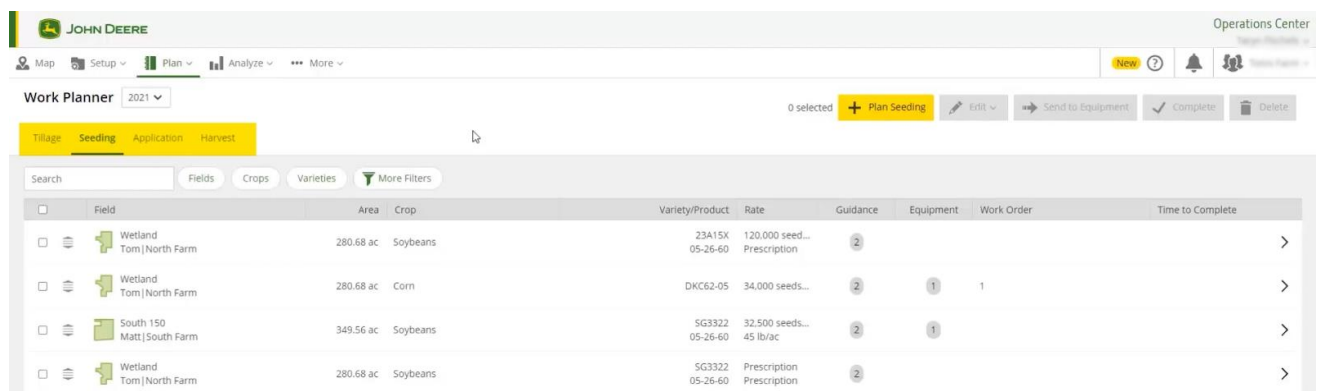 JOHN DEERE
Operations Center
Map Setup Plan Analyze More New
Work Planner 2021
0 selected Plan Seeding Edit Send to Equipment Complete Delete
Tillage Seeding Application Harvest
Search Fields Crops Varieties More Filters
Field Area Crop Variety/Product Rate Guidance Equipment Work Order Time to Complete
Wetland 23A15X 120,000 seed...
280.68 ac Soybeans 2
Tom|North Farm 05-26-60 Prescription
Wetland
280.68 ac Corn DKC62-05 34,000 seeds... 2 1 1
Tom|North Farm
South 150 SG3322 32,500 seeds...
349.56 ac Soybeans 2 1
Matt|South Farm 05-26-60 45 lb/ac
Wetland SG3322 Prescription
280.68 ac Soybeans 2
Tom|North Farm 05-26-60 Prescription